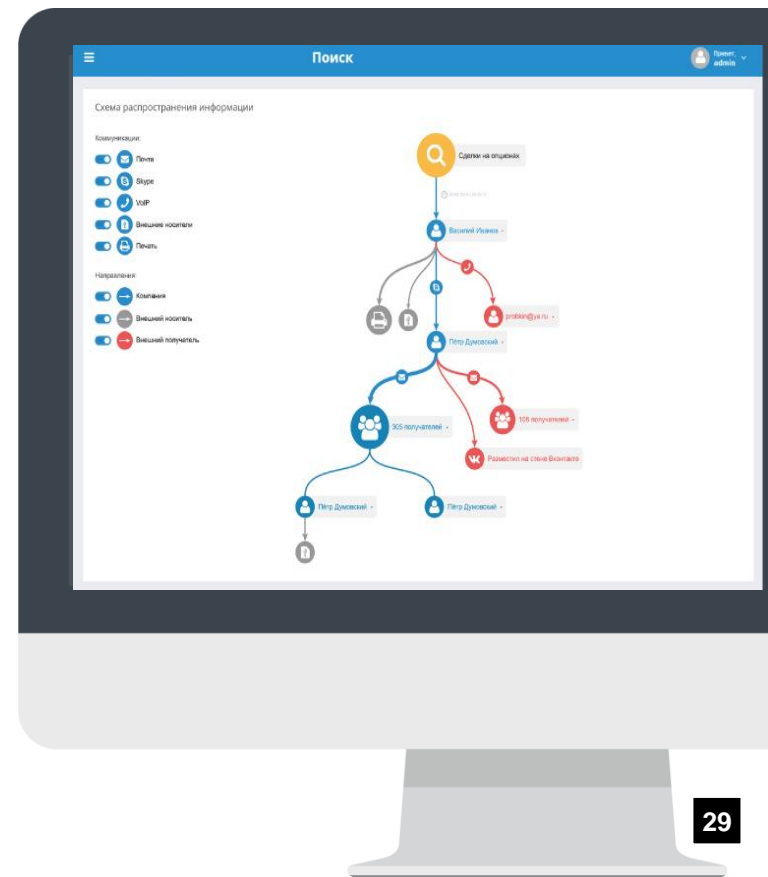 Поиск
Привет,
admin
Схема распространения информации
Коммуникации:
Почта
Skype
VoIP
Внешние носители
Печать
Направления:
Компания
Внешний носитель
Внешний получатель
Сделки на опционах
Василий Иванов
protikin@ya.ru
Пётр Думовский
305 получателей
108 получателей
Разместил на стене Вконтакте
Пётр Думовский
Пётр Думовский
29